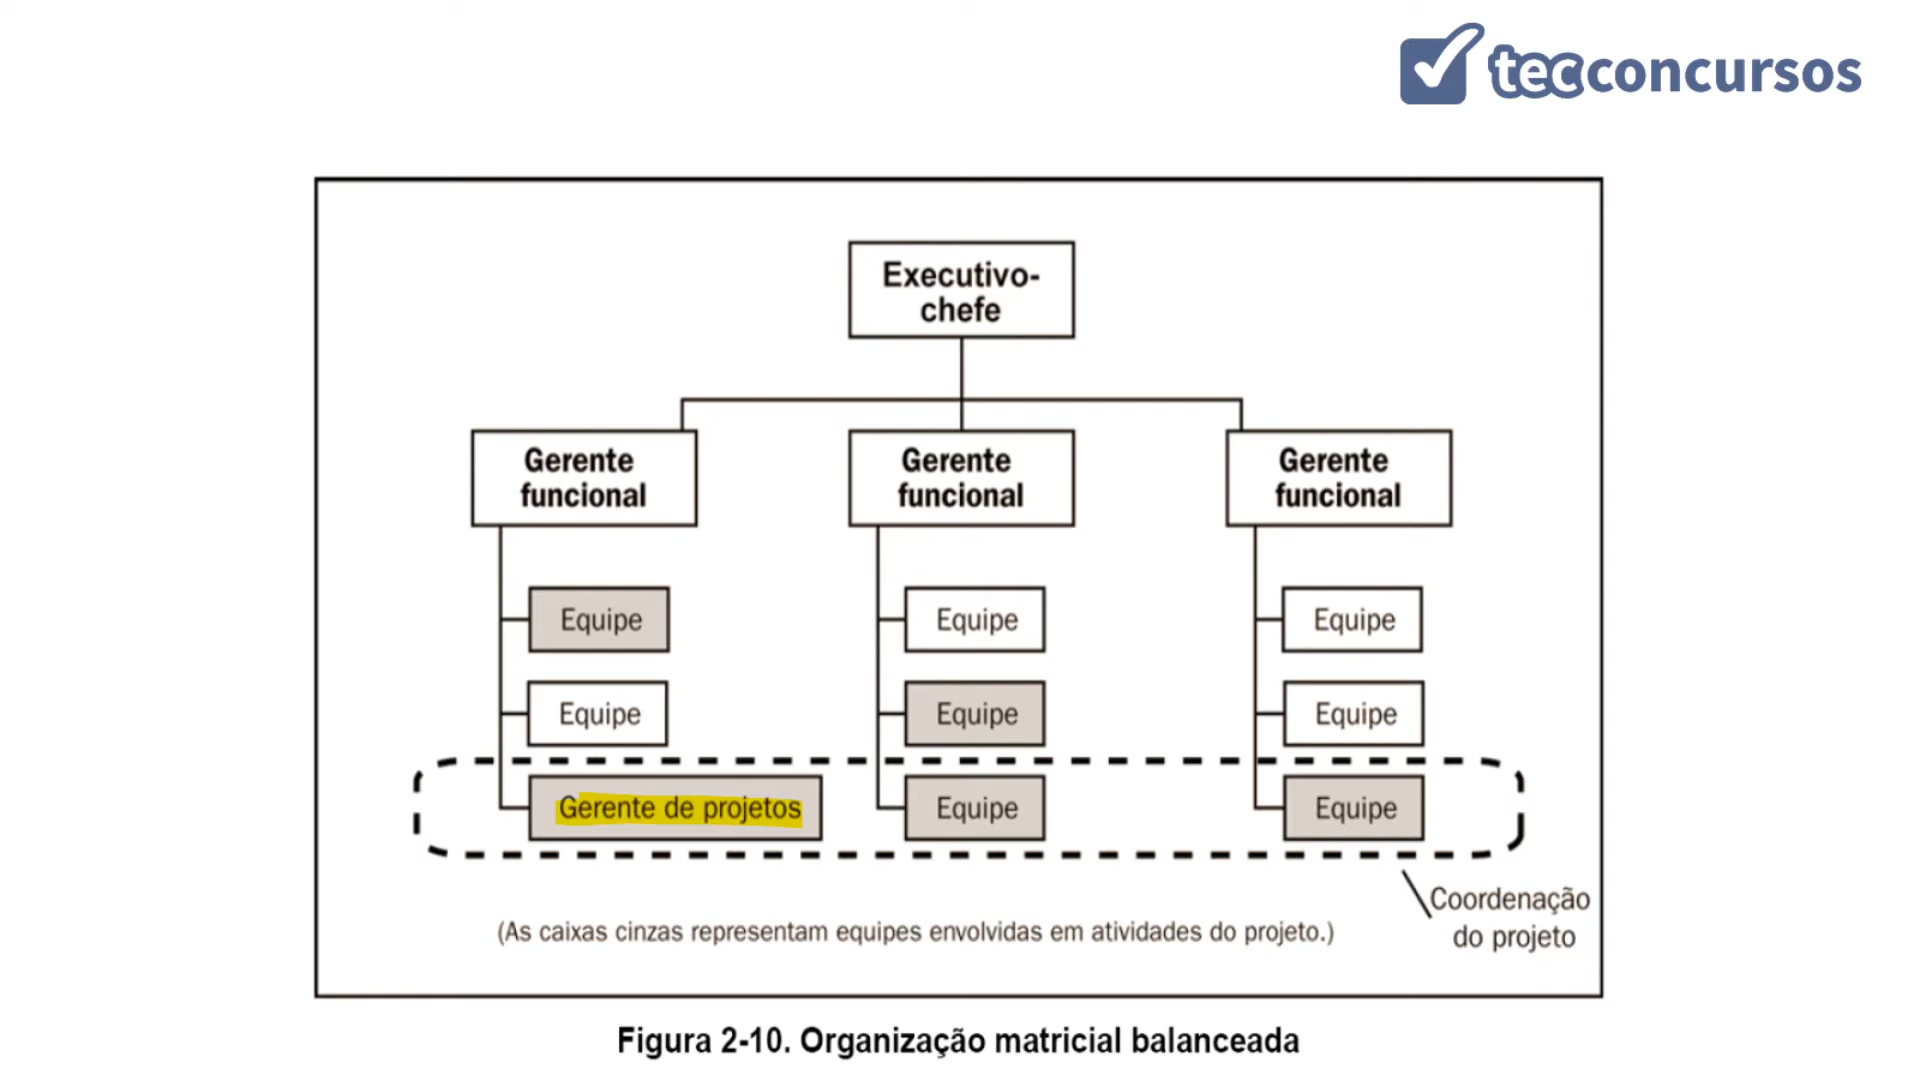 tecconcursos
Executivo-
chefe
Gerente
funcional
Gerente
funcional
Gerente
funcional
Equipe
Equipe
Equipe
Equipe
Equipe
Equipe
Gerente de projetos
Equipe
Equipe
Coordenação
do projeto
(As caixas cinzas representam equipes envolvidas em atividades do projeto.)
Figura 2-10. Organização matricial balanceada